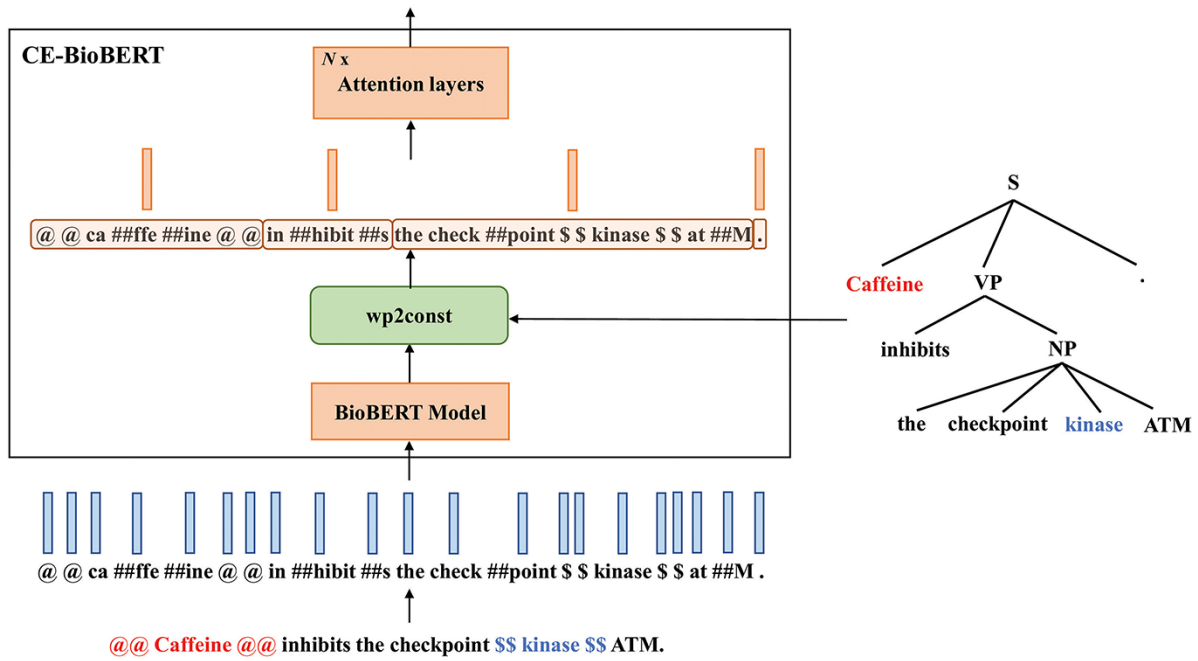 CE-BioBERT
N x
Attention layers
@ @ ca ##ffe ##ine @ @ in ##hibit ##s the check ##point $ $ kinase $ $ at ##M .
wp2const
BioBERT Model
@ @ ca ##ffe ##ine @ @ in ##hibit ##s the check ##point $ $ kinase $ $ at ##M .
@@ Caffeine @@ inhibits the checkpoint $$ kinase $$ ATM.
S
Caffeine VP .
inhibits NP
the checkpoint kinase ATM